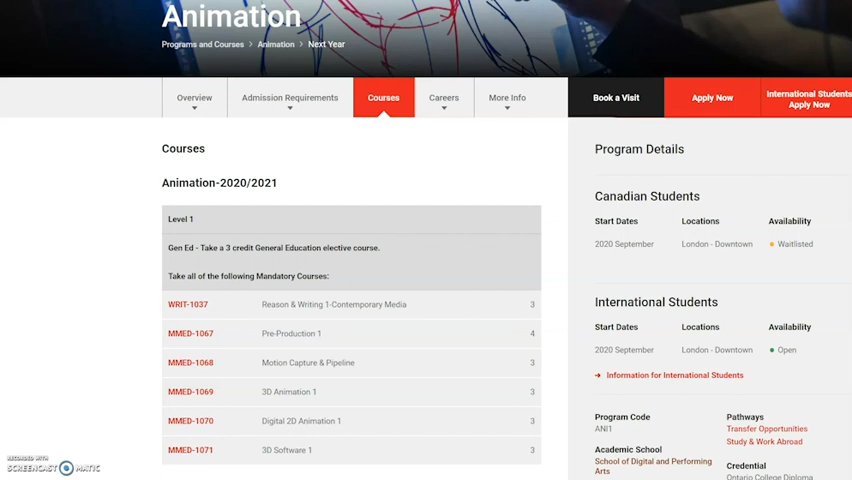 Animation
Programs and Courses > Animation > Next Year
Overview
Admission Requirements
Courses
Careers
More Info
Book a Visit
Apply Now
International Students
Apply Now
Courses
Animation-2020/2021
Level 1
Gen Ed - Take a 3 credit General Education elective course.
Take all of the following Mandatory Courses:
WRIT-1037 Reason & Writing 1-Contemporary Media 3
MMED-1067 Pre-Production 1 4
MMED-1068 Motion Capture & Pipeline 3
MMED-1069 3D Animation 1 3
MMED-1070 Digital 2D Animation 1 3
MMED-1071 3D Software 1 3
Program Details
Canadian Students
Start Dates Locations Availability
2020 September London - Downtown Waitlisted
International Students
Start Dates Locations Availability
2020 September London - Downtown Open
Information for International Students
Program Code
ANI1
Academic School
School of Digital and Performing
Arts
Pathways
Transfer Opportunities
Study & Work Abroad
Credential
Ontario College Diploma
RECORDED WITH
SCREENCAST MATIC